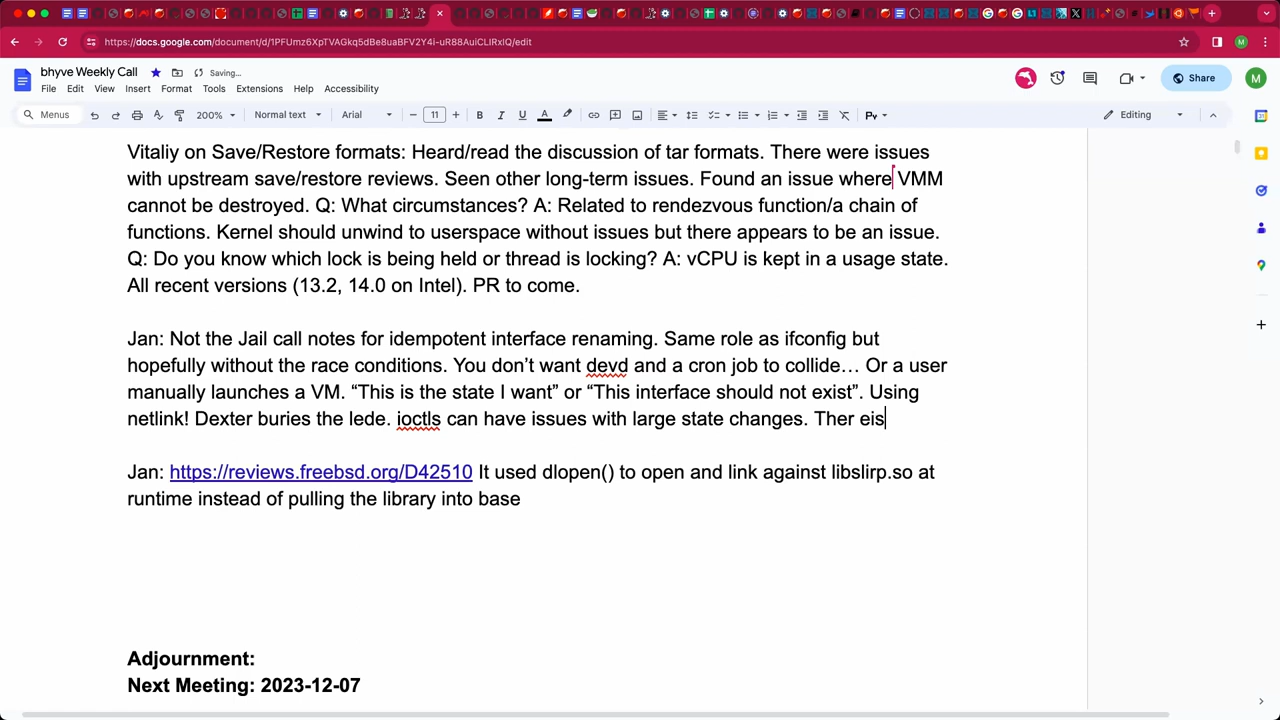 https://docs.google.com/document/d/1PFUmz6XpTVAGkq5dBe8uaBFV2Y4i-uR88AuiCLIRxIQ/edit
M
bhyve Weekly Call
Saving…
File Edit View Insert Format Tools Extensions Help Accessibility
Share
M
Menus
200%
Normal text
Arial
11
B I U A
Editing
Vitaliy on Save/Restore formats: Heard/read the discussion of tar formats. There were issues
with upstream save/restore reviews. Seen other long-term issues. Found an issue where VMM
cannot be destroyed. Q: What circumstances? A: Related to rendezvous function/a chain of
functions. Kernel should unwind to userspace without issues but there appears to be an issue.
Q: Do you know which lock is being held or thread is locking? A: vCPU is kept in a usage state.
All recent versions (13.2, 14.0 on Intel). PR to come.
Jan: Not the Jail call notes for idempotent interface renaming. Same role as ifconfig but
hopefully without the race conditions. You don’t want devd and a cron job to collide… Or a user
manually launches a VM. “This is the state I want” or “This interface should not exist”. Using
netlink! Dexter buries the lede. ioctls can have issues with large state changes. Ther eis
Jan: https://reviews.freebsd.org/D42510 It used dlopen() to open and link against libslirp.so at
runtime instead of pulling the library into base
Adjournment:
Next Meeting: 2023-12-07